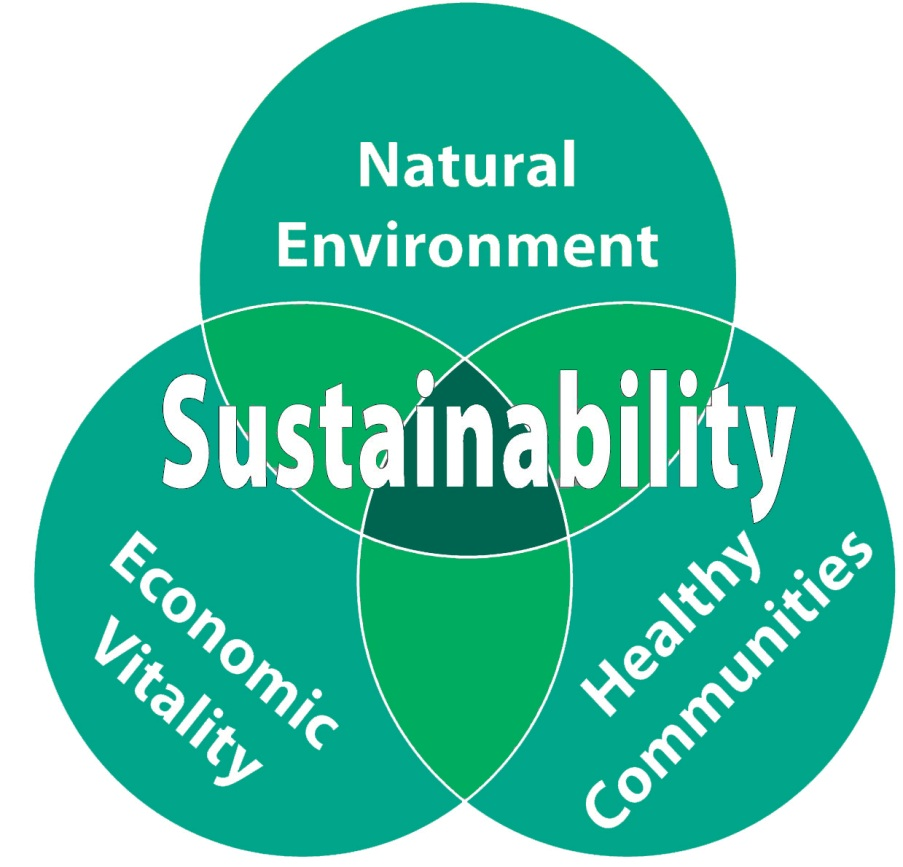 Natural
Environment
Sustainability
Economic
Vitality
Healthy
Communities